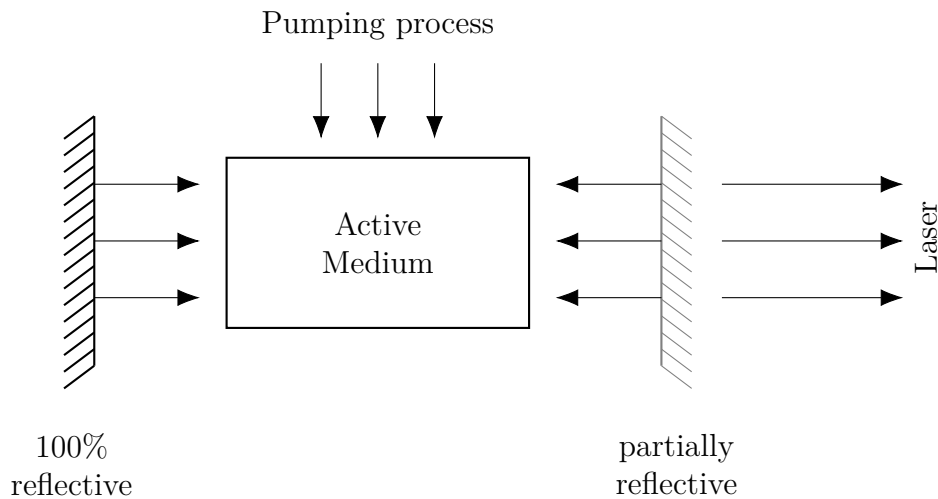 Pumping process
Active
Medium
Laser
100%
reflective
partially
reflective